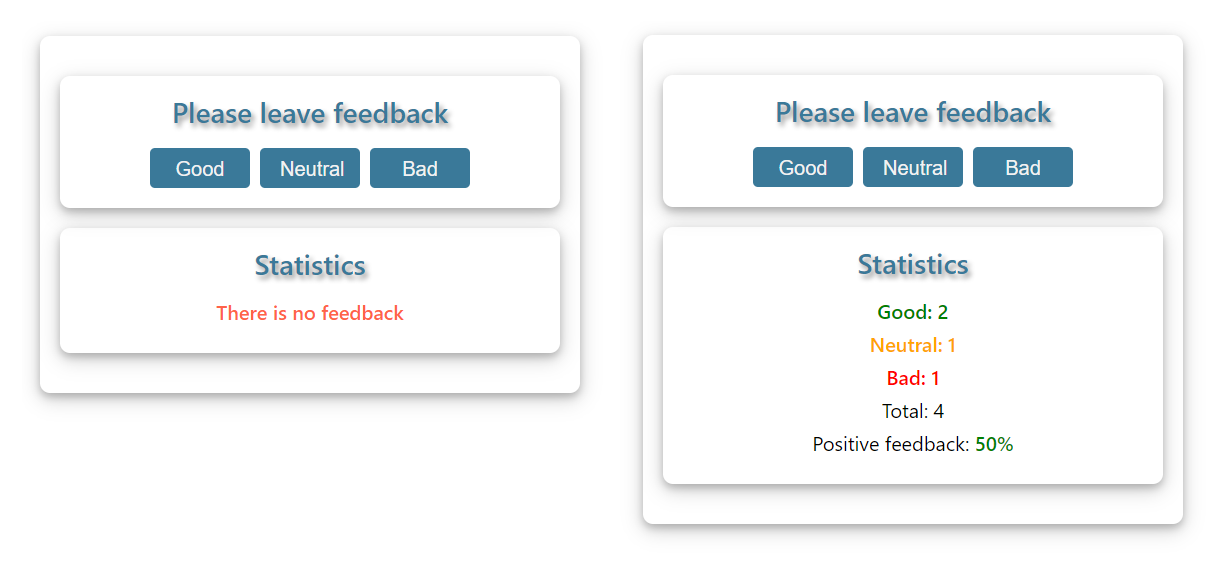 Please leave feedback
Good Neutral Bad
Statistics
There is no feedback
Please leave feedback
Good Neutral Bad
Statistics
Good: 2
Neutral: 1
Bad: 1
Total: 4
Positive feedback: 50%